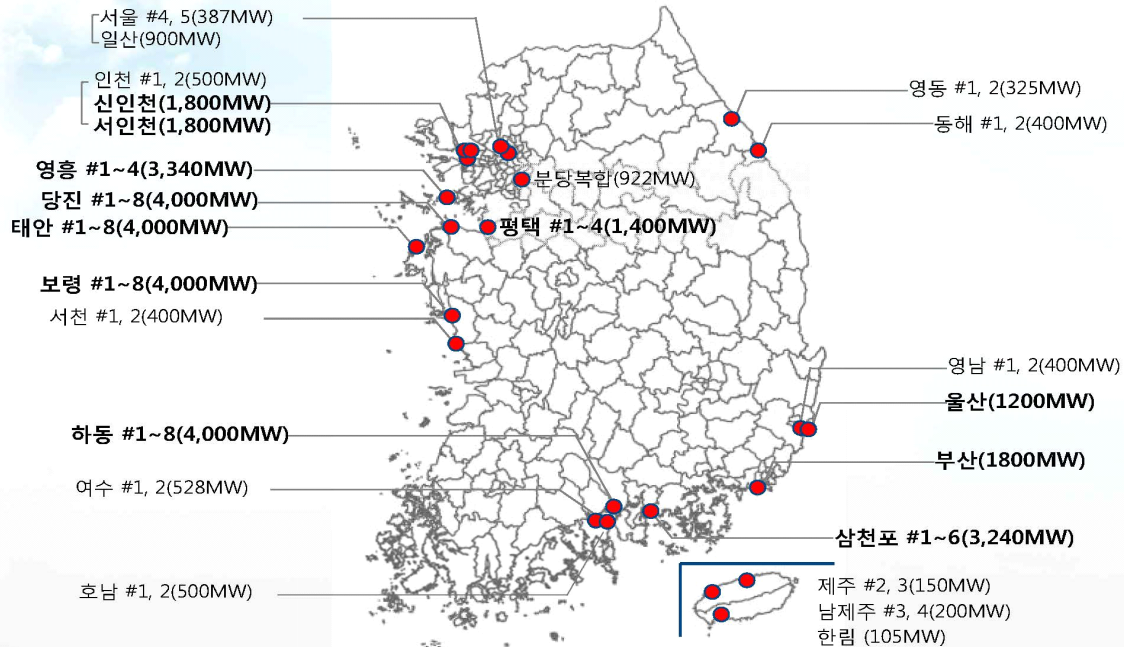 서울 #4, 5(387MW)
일산(900MW)
인천 #1, 2(500MW)
신인천(1,800MW)
서인천(1,800MW)
영흥 #1~4(3,340MW)
당진 #1~8(4,000MW)
태안 #1~8(4,000MW)
보령 #1~8(4,000MW)
서천 #1, 2(400MW)
하동 #1~8(4,000MW)
여수 #1, 2(528MW)
호남 #1, 2(500MW)
분당복합(922MW)
평택 #1~4(1,400MW)
영동 #1, 2(325MW)
동해 #1, 2(400MW)
영남 #1, 2(400MW)
울산(1200MW)
부산(1800MW)
삼천포 #1~6(3,240MW)
제주 #2, 3(150MW)
남제주 #3, 4(200MW)
한림 (105MW)